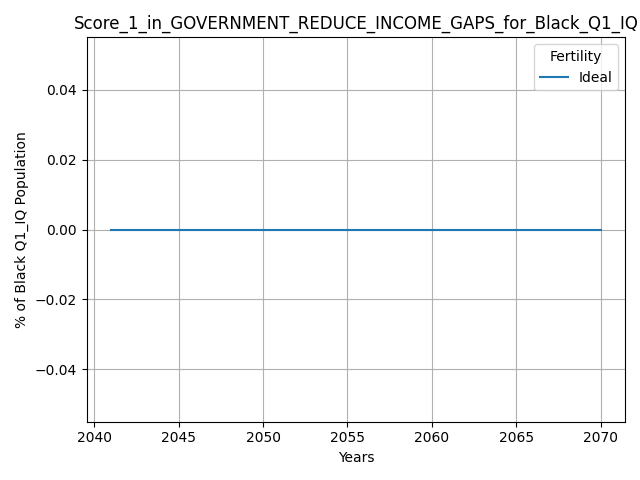 Score_1_in_GOVERNMENT_REDUCE_INCOME_GAPS_for_Black_Q1_IQ
Fertility
Ideal
0.04
0.02
0.00
−0.02
−0.04
% of Black Q1_IQ Population
2040 2045 2050 2055 2060 2065 2070
Years